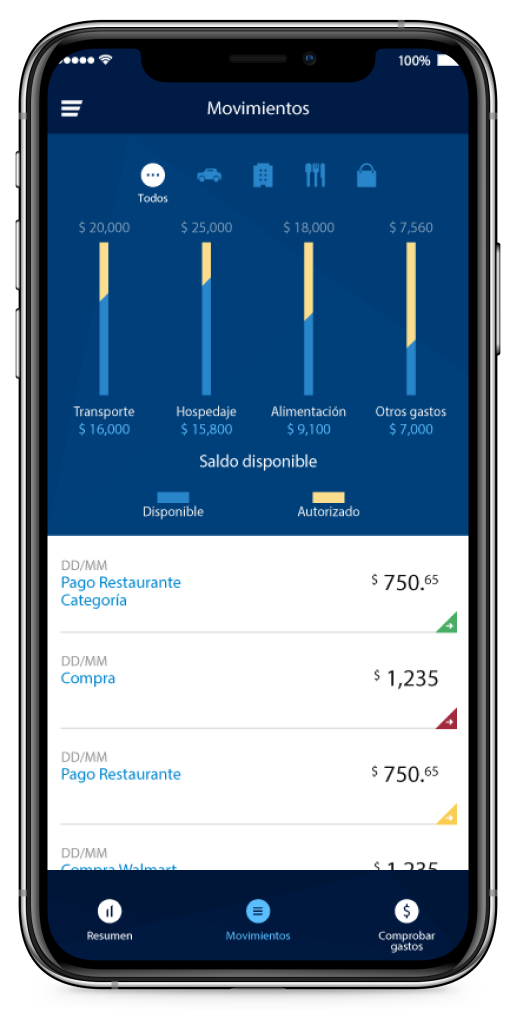 100%
Movimientos
Todos
$ 20,000 $ 25,000 $ 18,000 $ 7,560
Transporte Hospedaje Alimentación Otros gastos
$ 16,000 $ 15,800 $ 9,100 $ 7,000
Saldo disponible
Disponible Autorizado
DD/MM
Pago Restaurante $ 750.65
Categoría
DD/MM
Compra $ 1,235
DD/MM
Pago Restaurante $ 750.65
DD/MM
Compra Walmart $ 1,235
Resumen Movimientos Comprobar
gastos